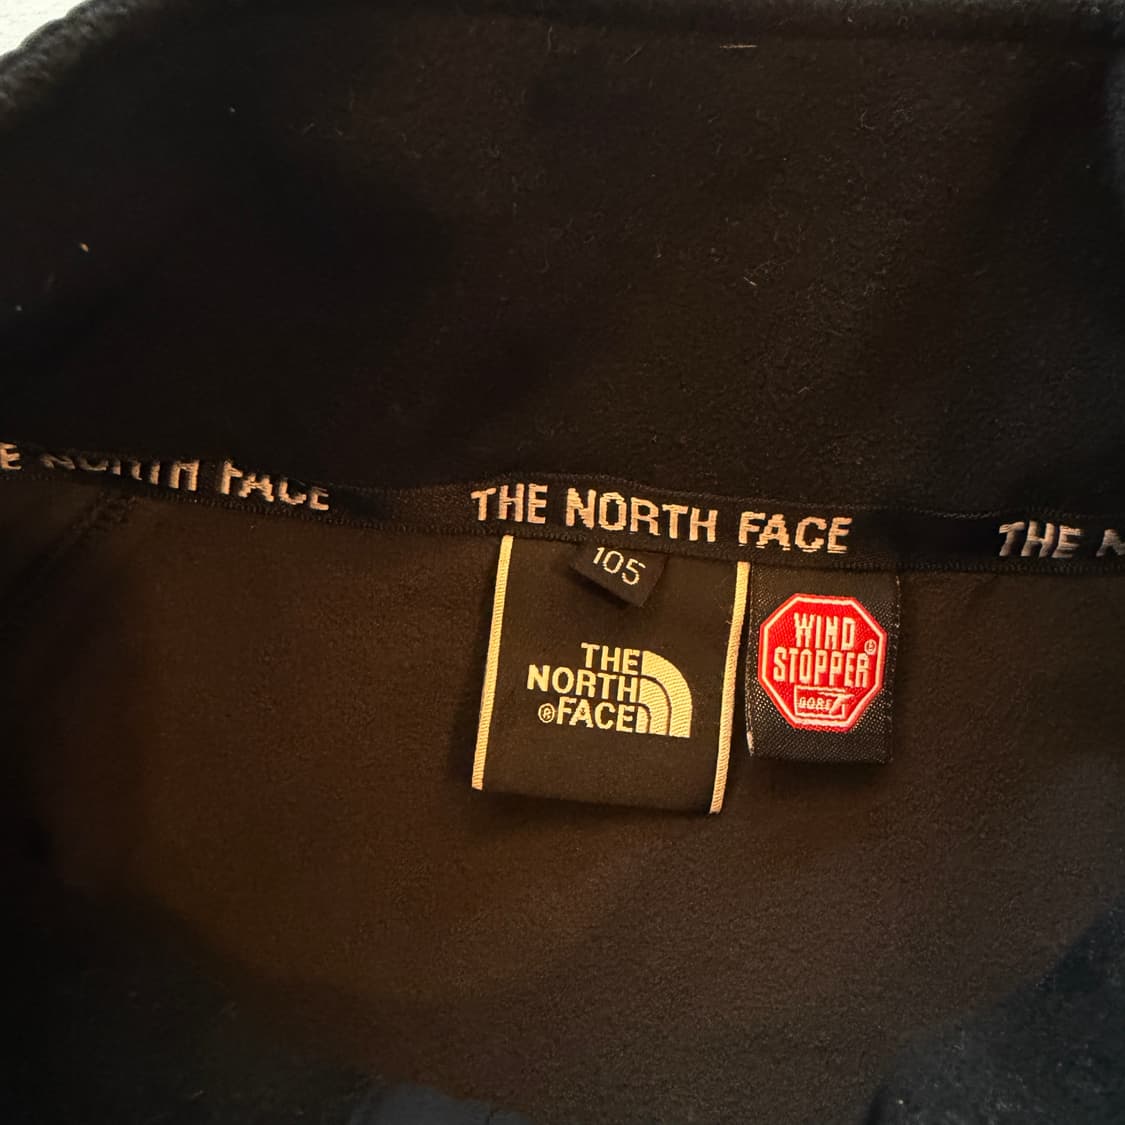 E NORTH FACE
THE NORTH FACE
THE N
105
THE
NORTH
®FACE
WIND
STOPPER®
GORE